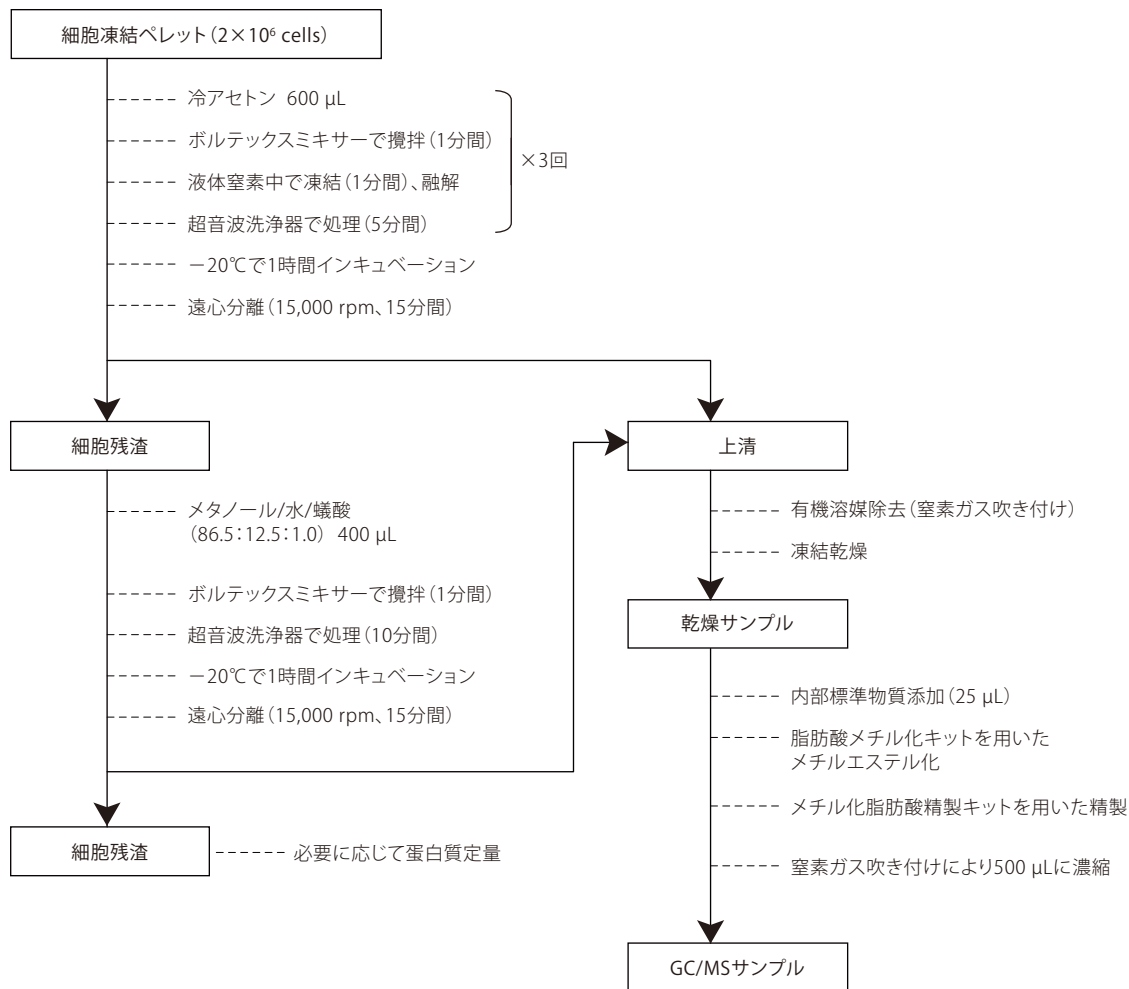 細胞凍結ペレット（2×10⁶ cells）
冷アセトン 600 μL
ボルテックスミキサーで攪拌（1分間）
液体窒素中で凍結（1分間）、融解
超音波洗浄器で処理（5分間）
×3回
－20℃で1時間インキュベーション
遠心分離（15,000 rpm、15分間）
細胞残渣
メタノール/水/蟻酸
（86.5：12.5：1.0） 400 μL
ボルテックスミキサーで攪拌（1分間）
超音波洗浄器で処理（10分間）
－20℃で1時間インキュベーション
遠心分離（15,000 rpm、15分間）
細胞残渣
必要に応じて蛋白質定量
上清
有機溶媒除去（窒素ガス吹き付け）
凍結乾燥
乾燥サンプル
内部標準物質添加（25 μL）
脂肪酸メチル化キットを用いた
メチルエステル化
メチル化脂肪酸精製キットを用いた精製
窒素ガス吹き付けにより500 μLに濃縮
GC/MSサンプル